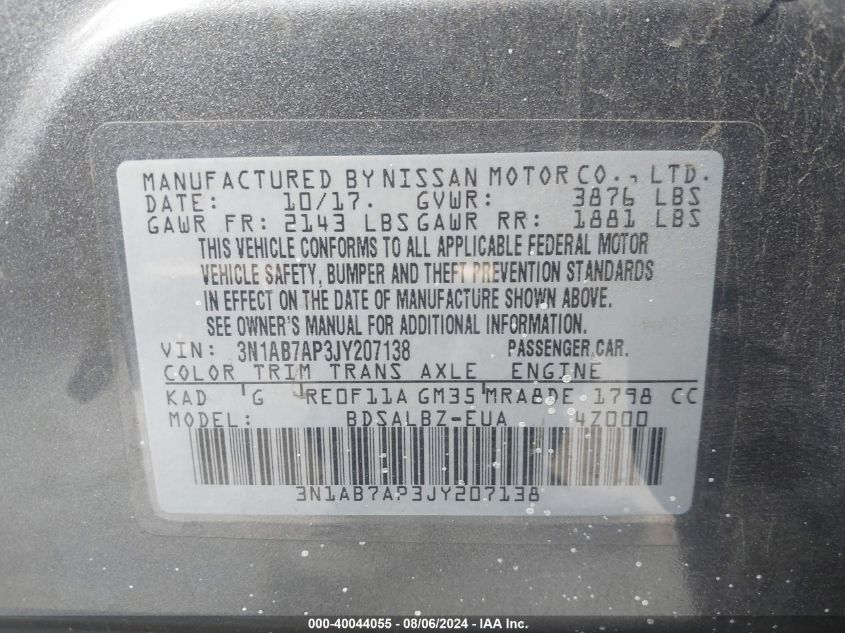 MANUFACTURED BY NISSAN MOTOR CO., LTD.
DATE: 10/17. GVWR: 3876 LBS
GAWR FR: 2143 LBS GAWR RR: 1881 LBS
THIS VEHICLE CONFORMS TO ALL APPLICABLE FEDERAL MOTOR
VEHICLE SAFETY, BUMPER AND THEFT PREVENTION STANDARDS
IN EFFECT ON THE DATE OF MANUFACTURE SHOWN ABOVE.
SEE OWNER'S MANUAL FOR ADDITIONAL INFORMATION.
VIN: 3N1AB7AP3JY207138 PASSENGER CAR.
COLOR TRIM TRANS AXLE ENGINE
KAD G RE0F11A GM35 MRA8DE 1798 CC
MODEL: BDSALBZ-EUA 4Z000
3N1AB7AP3JY207138
000-40044055 - 08/06/2024 - IAA Inc.